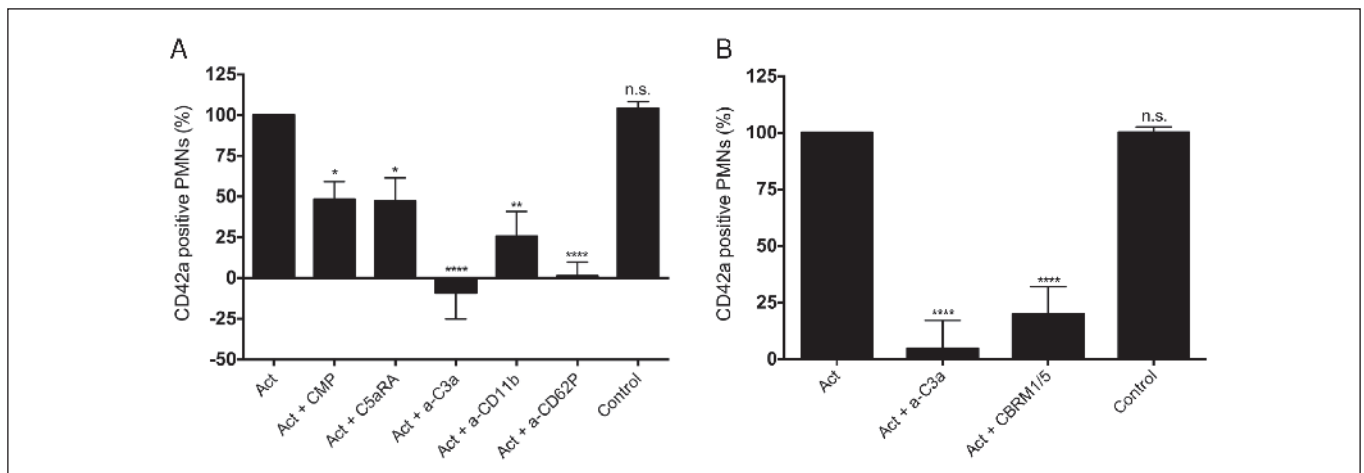 A
CD42a positive PMNs (%)
125
100
75
50
25
0
-25
-50
*
*
****
**
****
n.s.
Act
Act + CMP
Act + C5aRA
Act + a-C3a
Act + a-CD11b
Act + a-CD62P
Control
B
CD42a positive PMNs (%)
125
100
75
50
25
0
****
****
n.s.
Act
Act + a-C3a
Act + CBRM1/5
Control